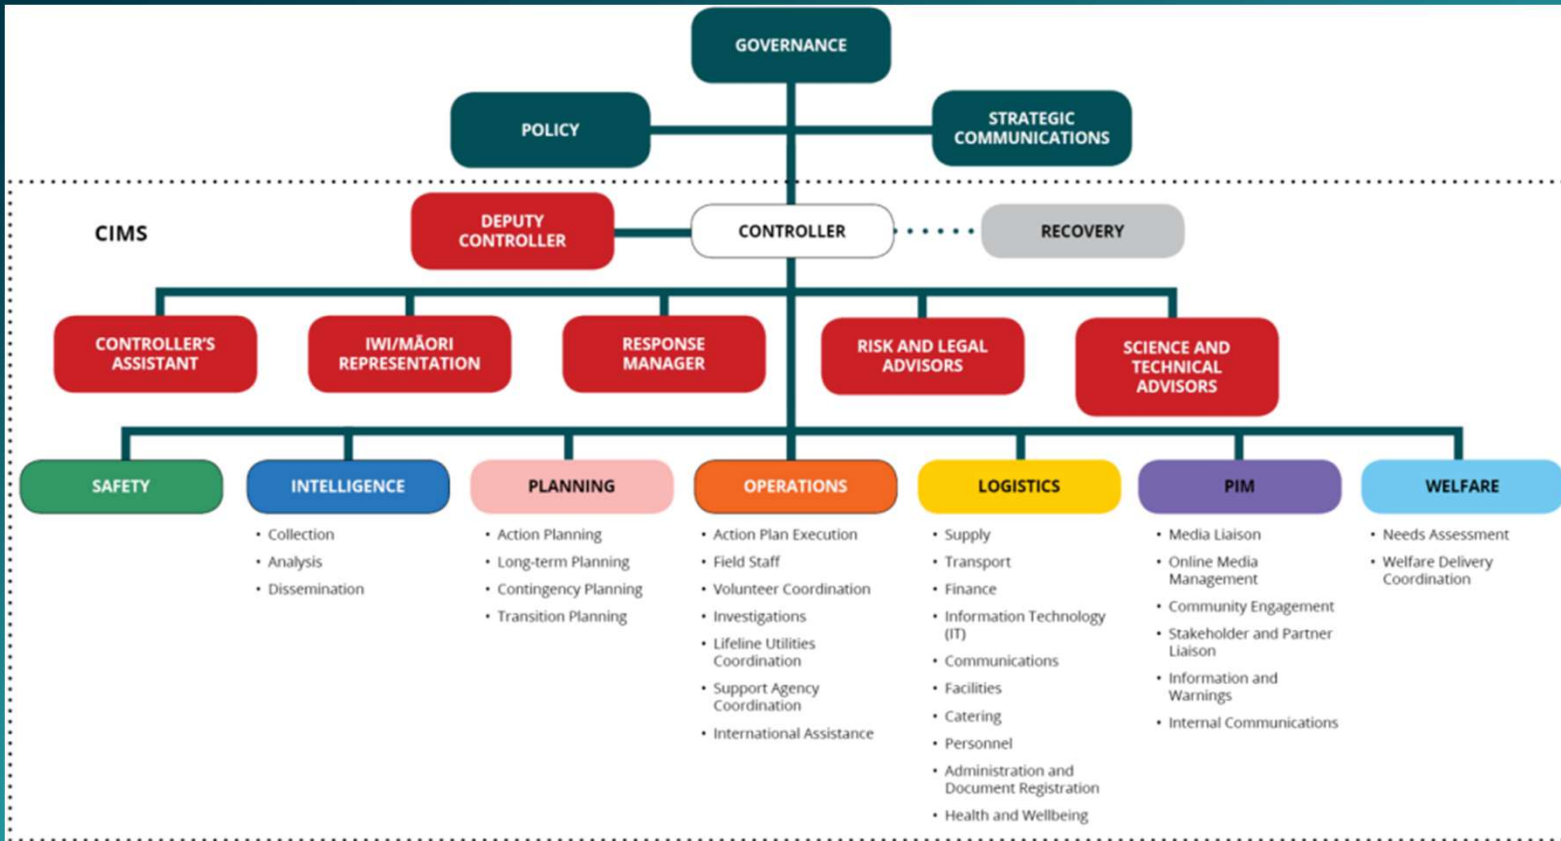 GOVERNANCE
POLICY
STRATEGIC
COMMUNICATIONS
CIMS
DEPUTY
CONTROLLER
CONTROLLER
RECOVERY
CONTROLLER'S
ASSISTANT
IWI/MĀORI
REPRESENTATION
RESPONSE
MANAGER
RISK AND LEGAL
ADVISORS
SCIENCE AND
TECHNICAL
ADVISORS
SAFETY
INTELLIGENCE
• Collection
• Analysis
• Dissemination
PLANNING
• Action Planning
• Long-term Planning
• Contingency Planning
• Transition Planning
OPERATIONS
• Action Plan Execution
• Field Staff
• Volunteer Coordination
• Investigations
• Lifeline Utilities
Coordination
• Support Agency
Coordination
• International Assistance
LOGISTICS
• Supply
• Transport
• Finance
• Information Technology
(IT)
• Communications
• Facilities
• Catering
• Personnel
• Administration and
Document Registration
• Health and Wellbeing
PIM
• Media Liaison
• Online Media
Management
• Community Engagement
• Stakeholder and Partner
Liaison
• Information and
Warnings
• Internal Communications
WELFARE
• Needs Assessment
• Welfare Delivery
Coordination